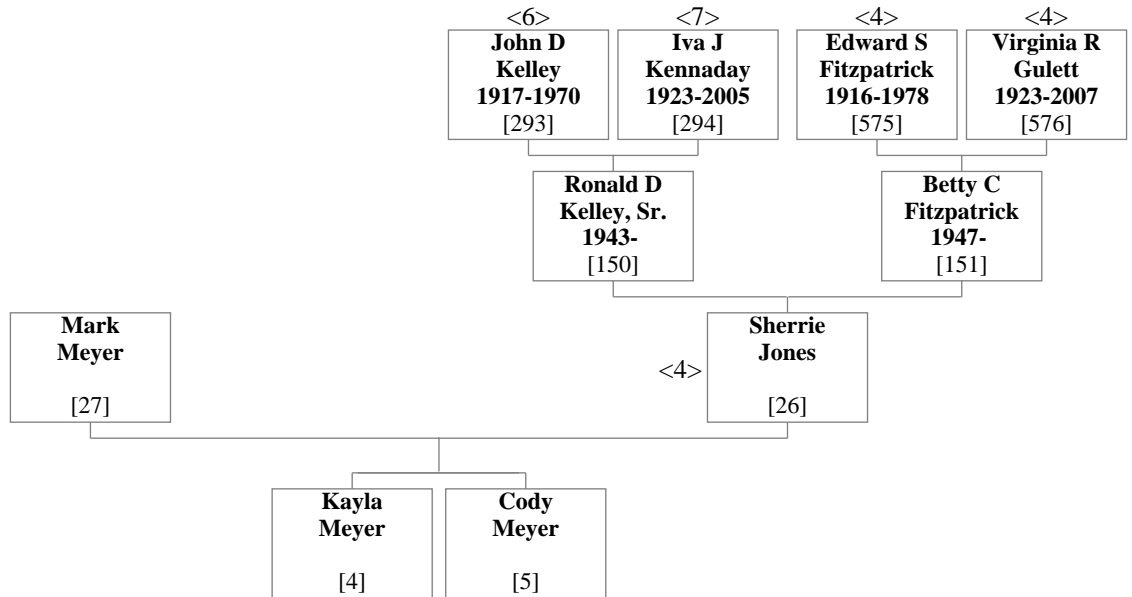 <6>
John D
Kelley
1917-1970
[293]
<7>
Iva J
Kennaday
1923-2005
[294]
<4>
Edward S
Fitzpatrick
1916-1978
[575]
<4>
Virginia R
Gulett
1923-2007
[576]
Ronald D
Kelley, Sr.
1943-
[150]
Betty C
Fitzpatrick
1947-
[151]
Mark
Meyer
[27]
<4>
Sherrie
Jones
[26]
Kayla
Meyer
[4]
Cody
Meyer
[5]